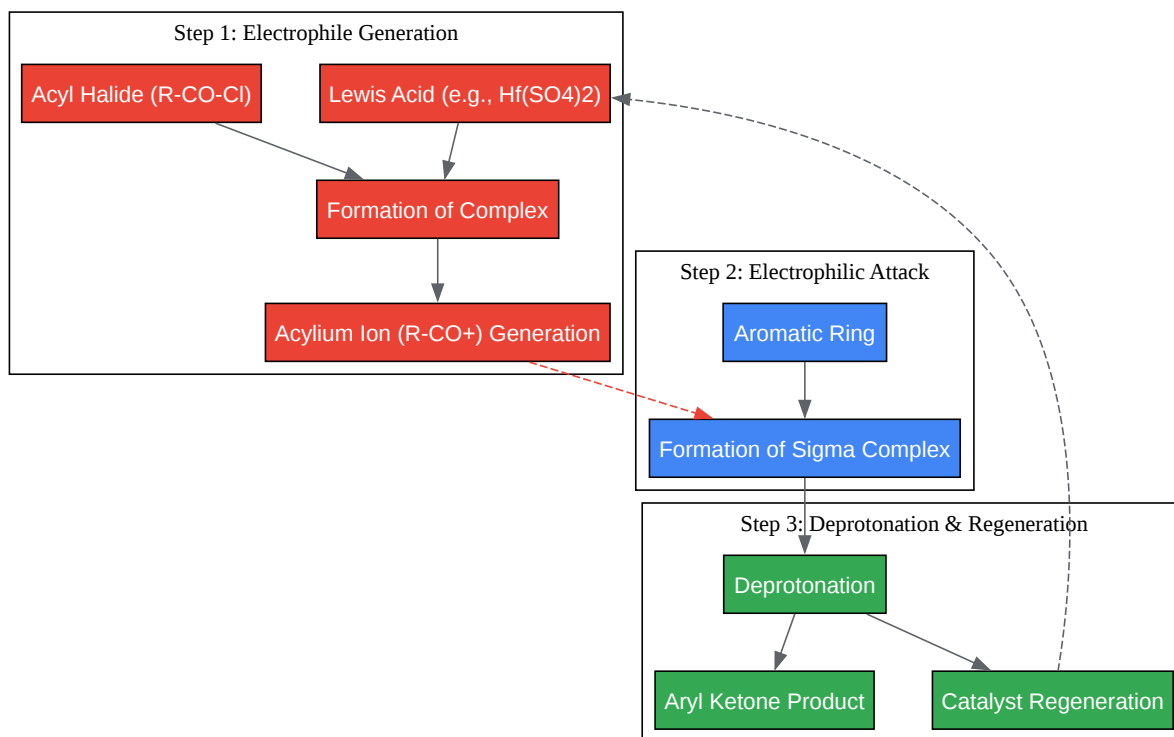 Step 1: Electrophile Generation
Acyl Halide (R-CO-Cl)
Lewis Acid (e.g., Hf(SO4)2)
Formation of Complex
Acylium Ion (R-CO+) Generation
Step 2: Electrophilic Attack
Aromatic Ring
Formation of Sigma Complex
Step 3: Deprotonation & Regeneration
Deprotonation
Aryl Ketone Product
Catalyst Regeneration